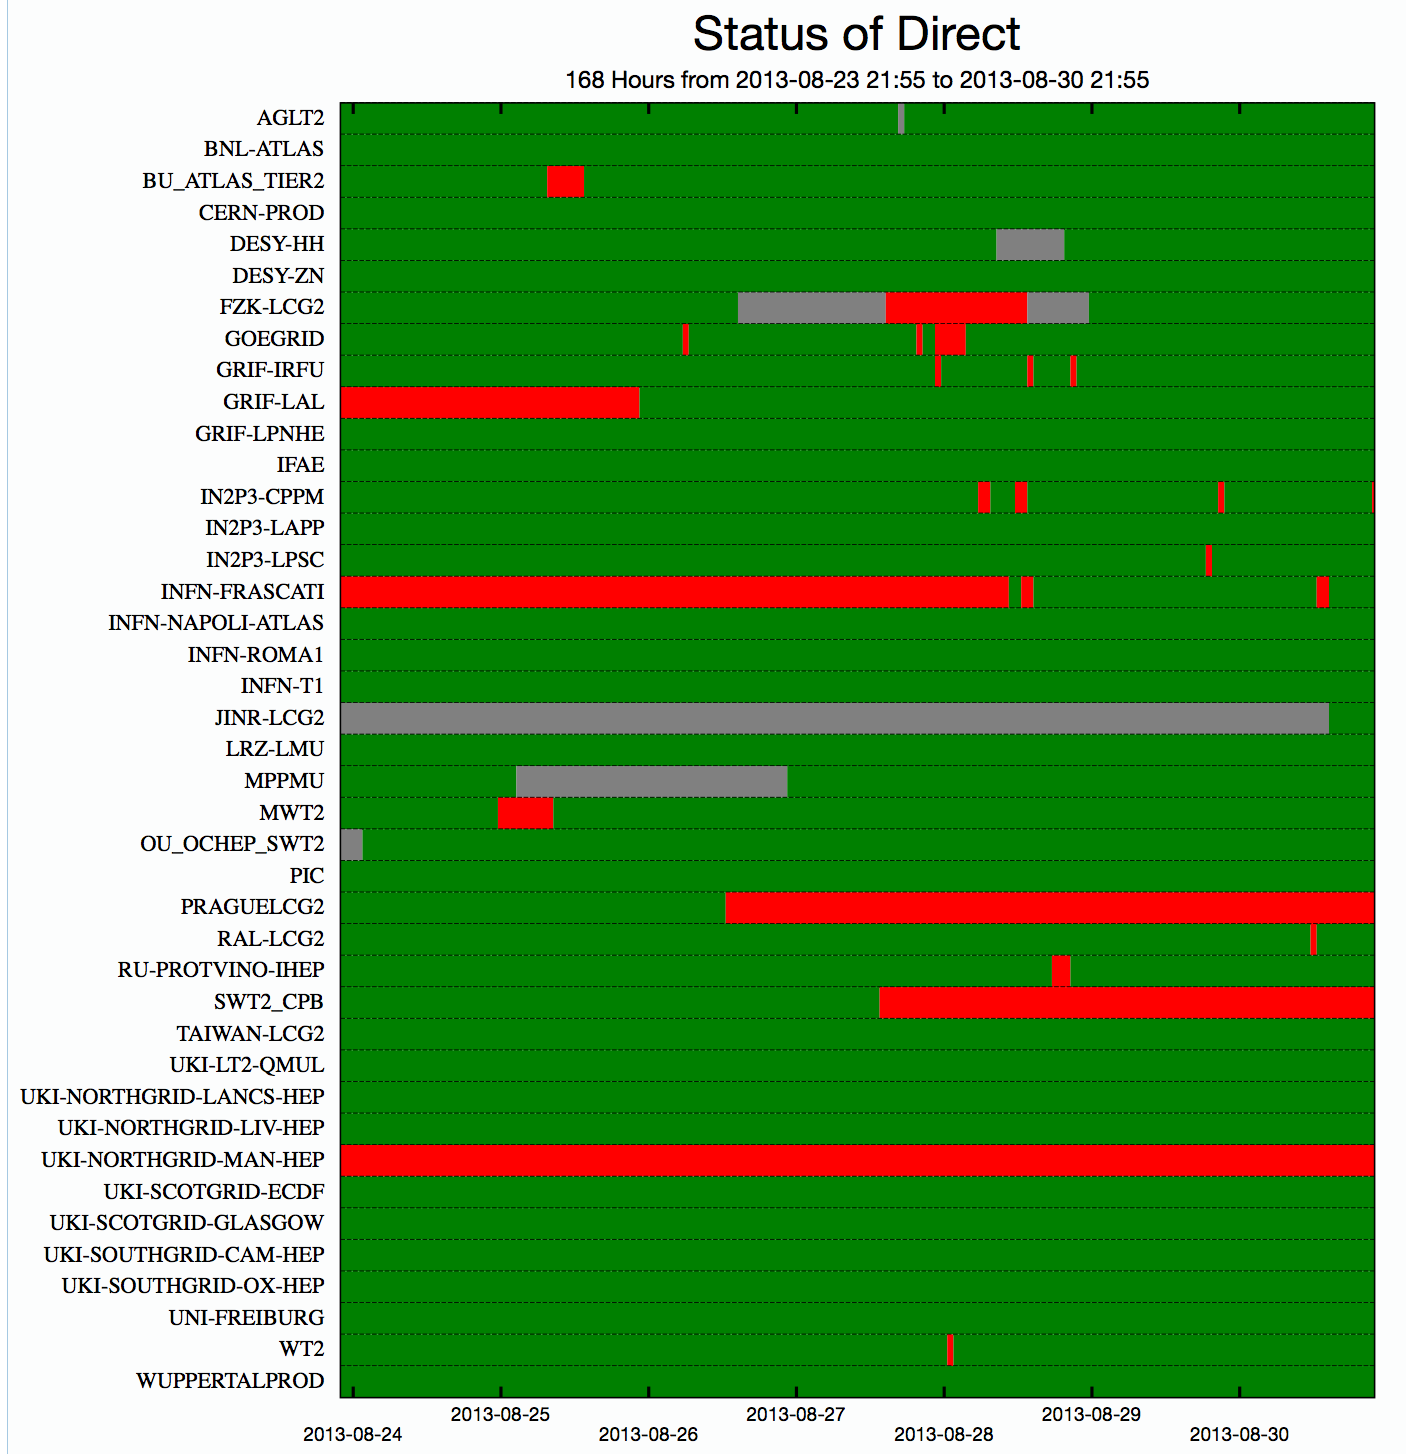 Status of Direct
168 Hours from 2013-08-23 21:55 to 2013-08-30 21:55
AGLT2
BNL-ATLAS
BU_ATLAS_TIER2
CERN-PROD
DESY-HH
DESY-ZN
FZK-LCG2
GOEGRID
GRIF-IRFU
GRIF-LAL
GRIF-LPNHE
IFAE
IN2P3-CPPM
IN2P3-LAPP
IN2P3-LPSC
INFN-FRASCATI
INFN-NAPOLI-ATLAS
INFN-ROMA1
INFN-T1
JINR-LCG2
LRZ-LMU
MPPMU
MWT2
OU_OCHEP_SWT2
PIC
PRAGUELCG2
RAL-LCG2
RU-PROTVINO-IHEP
SWT2_CPB
TAIWAN-LCG2
UKI-LT2-QMUL
UKI-NORTHGRID-LANCS-HEP
UKI-NORTHGRID-LIV-HEP
UKI-NORTHGRID-MAN-HEP
UKI-SCOTGRID-ECDF
UKI-SCOTGRID-GLASGOW
UKI-SOUTHGRID-CAM-HEP
UKI-SOUTHGRID-OX-HEP
UNI-FREIBURG
WT2
WUPPERTALPROD
2013-08-25 2013-08-27 2013-08-29
2013-08-24 2013-08-26 2013-08-28 2013-08-30